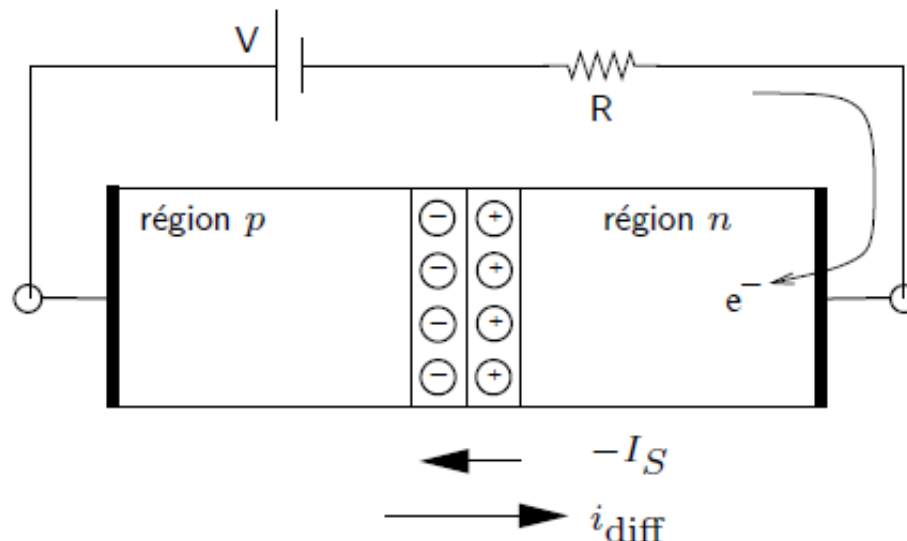 V
R
région p
région n
− +
− +
− +
− +
e−
−I_S
i_diff